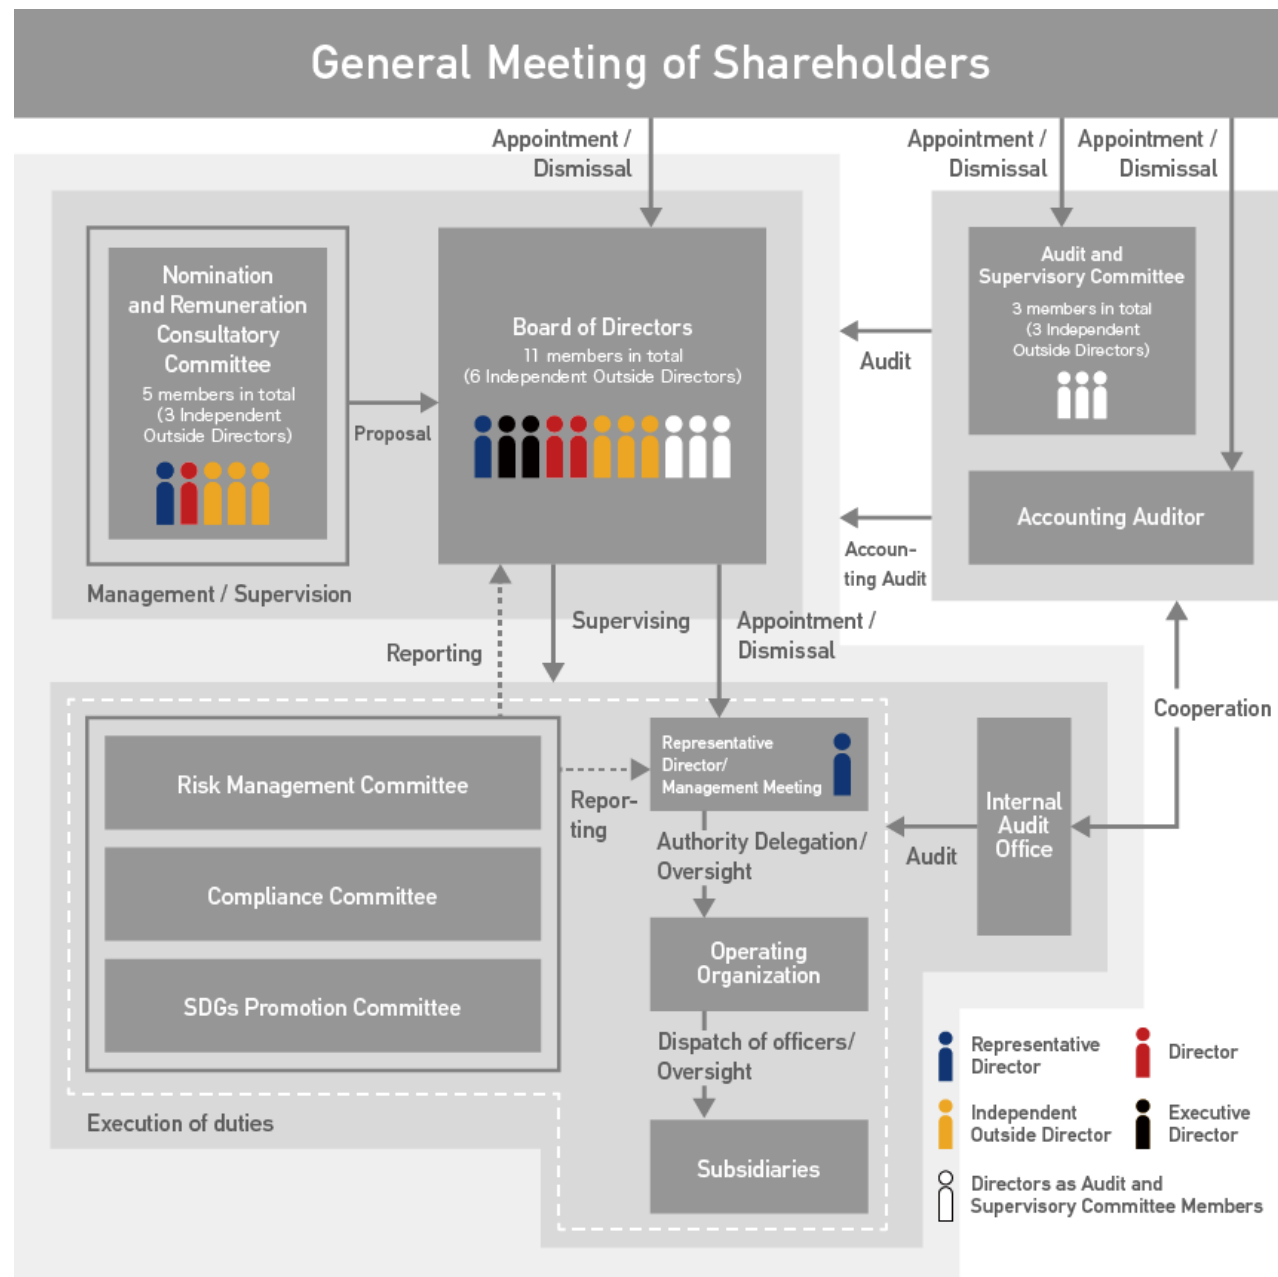 General Meeting of Shareholders
Appointment /
Dismissal
Appointment /
Dismissal
Appointment /
Dismissal
Nomination
and Remuneration
Consultatory
Committee
5 members in total
(3 Independent
Outside Directors)
Proposal
Board of Directors
11 members in total
(6 Independent Outside Directors)
Audit and
Supervisory Committee
3 members in total
(3 Independent
Outside Directors)
Audit
Accounting Auditor
Accoun-
ting Audit
Management / Supervision
Reporting
Supervising
Appointment /
Dismissal
Cooperation
Risk Management Committee
Compliance Committee
SDGs Promotion Committee
Repor-
ting
Representative
Director/
Management Meeting
Authority Delegation/
Oversight
Operating
Organization
Dispatch of officers/
Oversight
Subsidiaries
Audit
Internal
Audit
Office
Execution of duties
Representative
Director
Director
Independent
Outside Director
Executive
Director
Directors as Audit and
Supervisory Committee Members